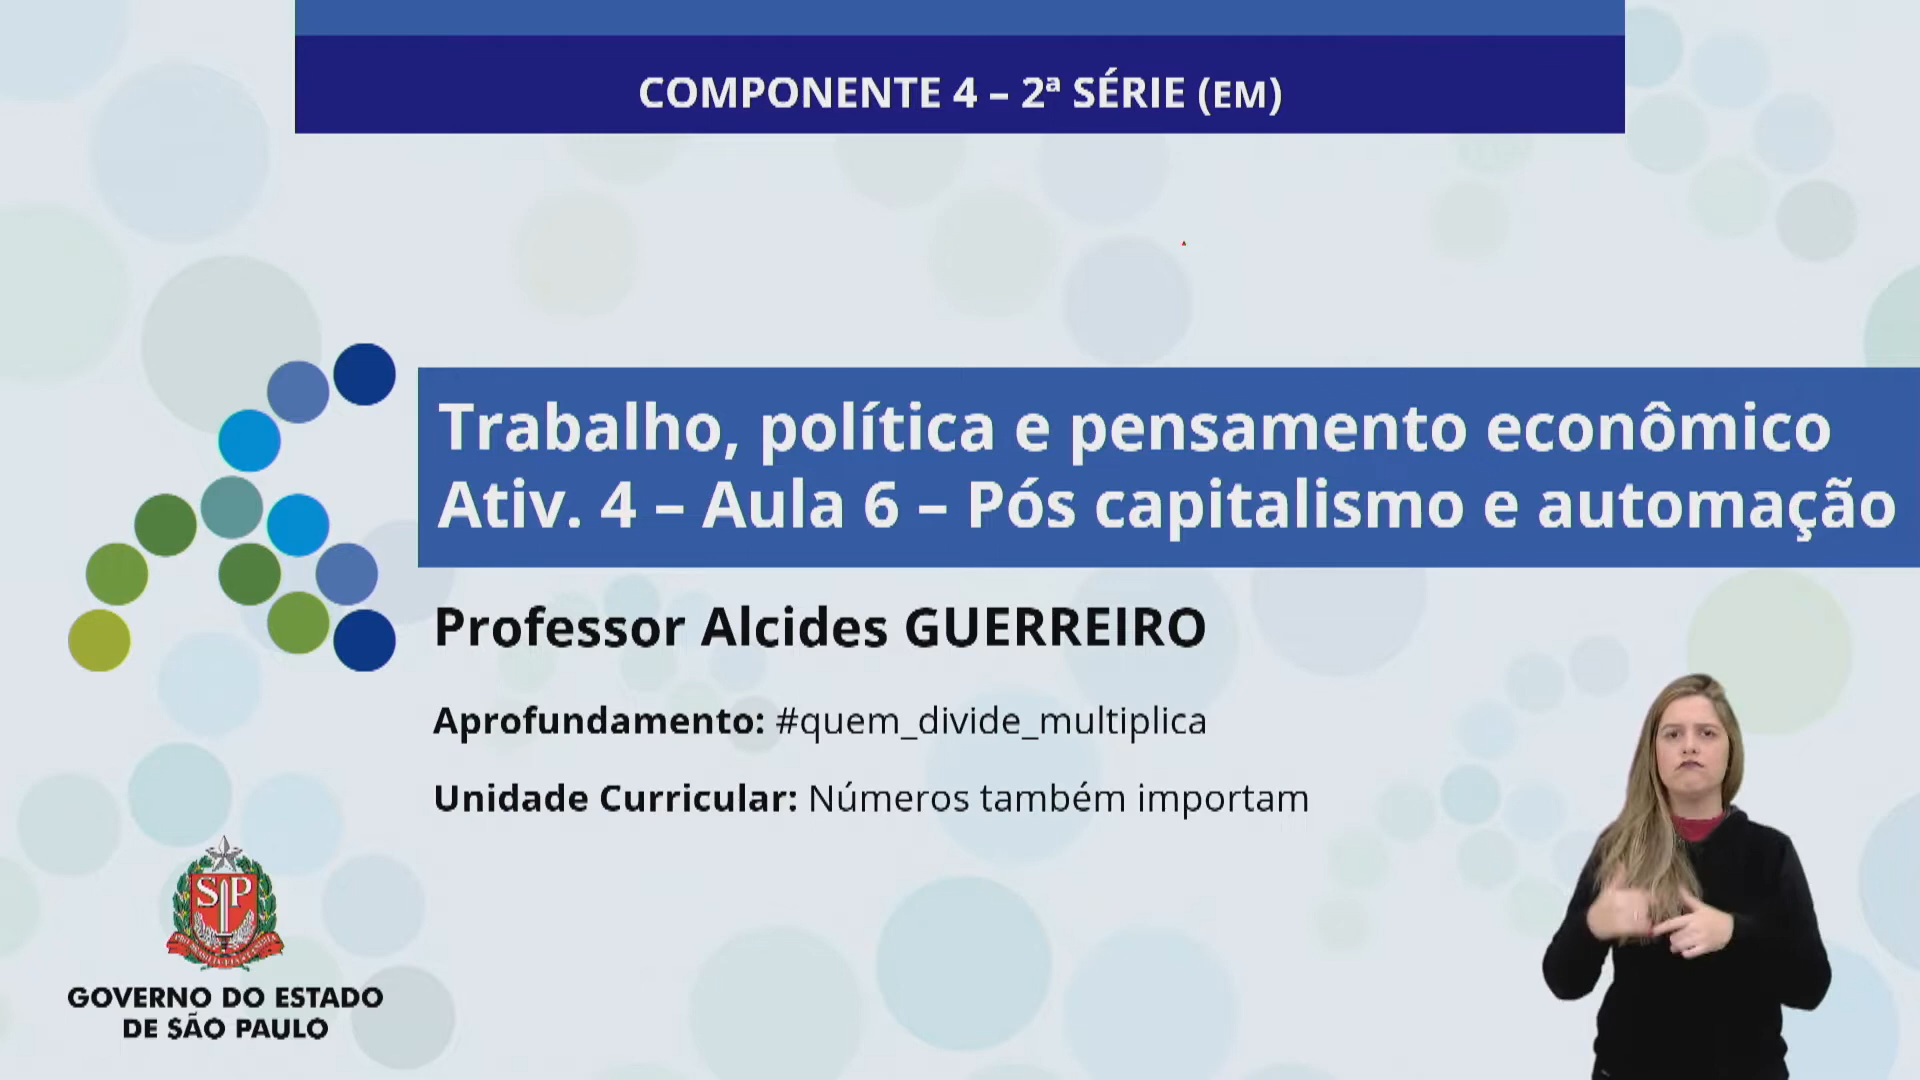 COMPONENTE 4 – 2ª SÉRIE (EM)
Trabalho, política e pensamento econômico
Ativ. 4 – Aula 6 – Pós capitalismo e automação
Professor Alcides GUERREIRO
Aprofundamento: #quem_divide_multiplica
Unidade Curricular: Números também importam
SP
GOVERNO DO ESTADO
DE SÃO PAULO